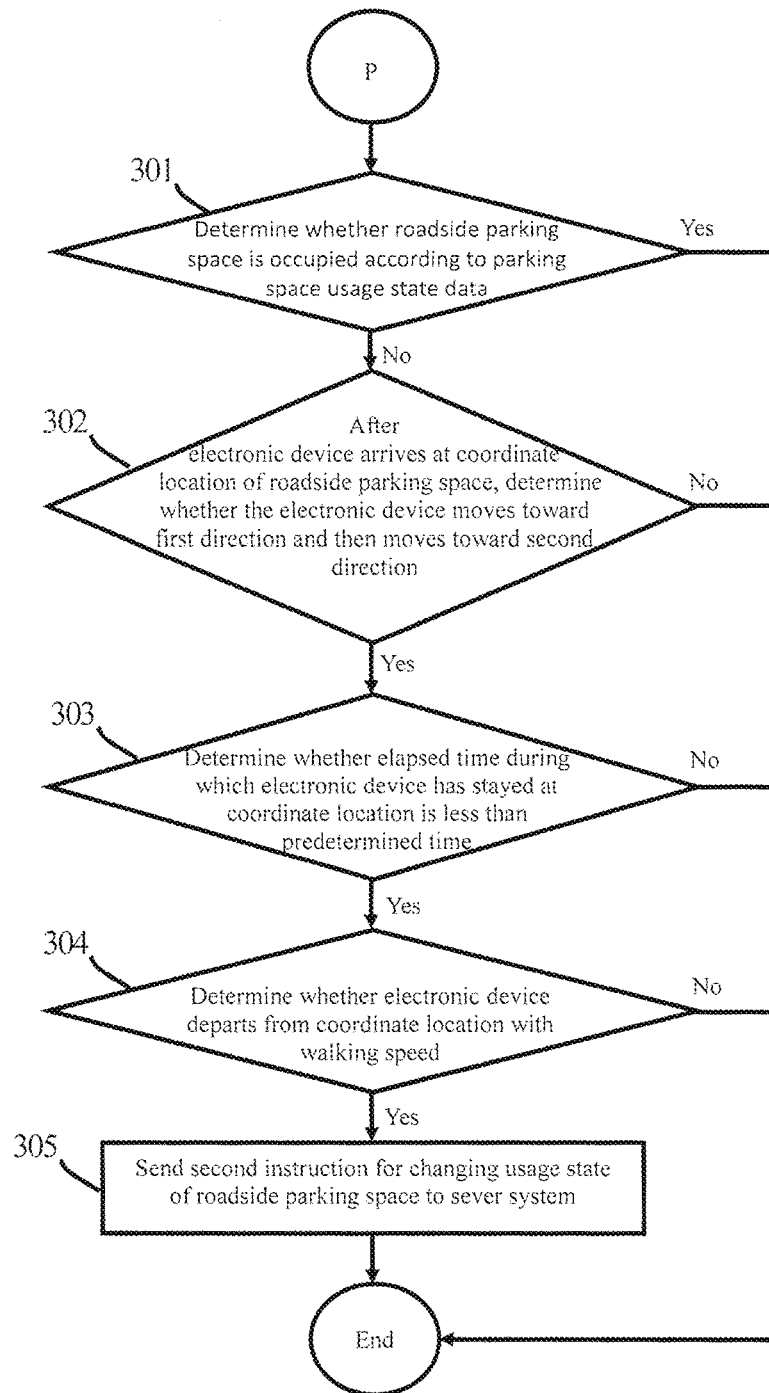 P
301
Determine whether roadside parking
space is occupied according to parking
space usage state data
Yes
No
302
After
electronic device arrives at coordinate
location of roadside parking space, determine
whether the electronic device moves toward
first direction and then moves toward second
direction
No
Yes
303
Determine whether elapsed time during
which electronic device has stayed at
coordinate location is less than
predetermined time
No
Yes
304
Determine whether electronic device
departs from coordinate location with
walking speed
No
Yes
305
Send second instruction for changing usage state
of roadside parking space to sever system
End